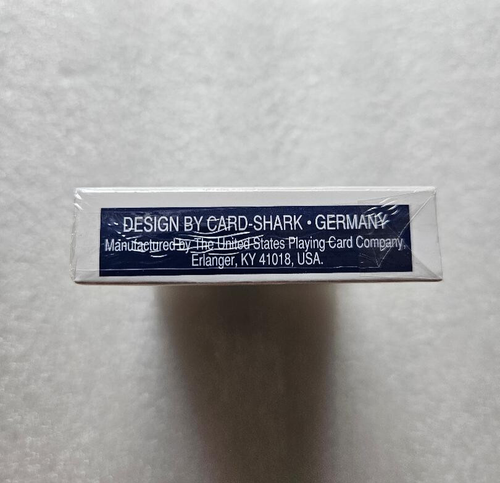 DESIGN BY CARD-SHARK • GERMANY
Manufactured by The United States Playing Card Company,
Erlanger, KY 41018, USA.